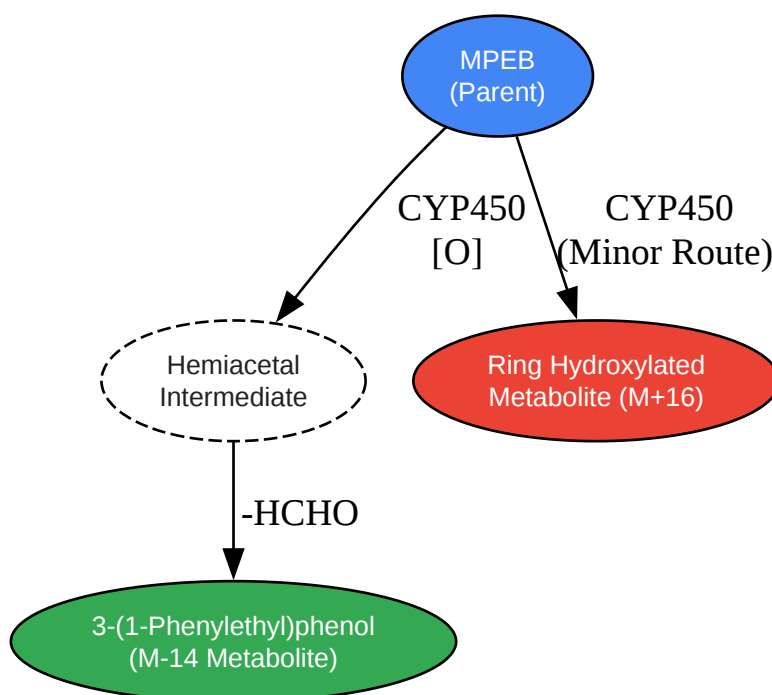 MPEB
(Parent)
CYP450
[O]
CYP450
(Minor Route)
Hemiacetal
Intermediate
Ring Hydroxylated
Metabolite (M+16)
-HCHO
3-(1-Phenylethyl)phenol
(M-14 Metabolite)